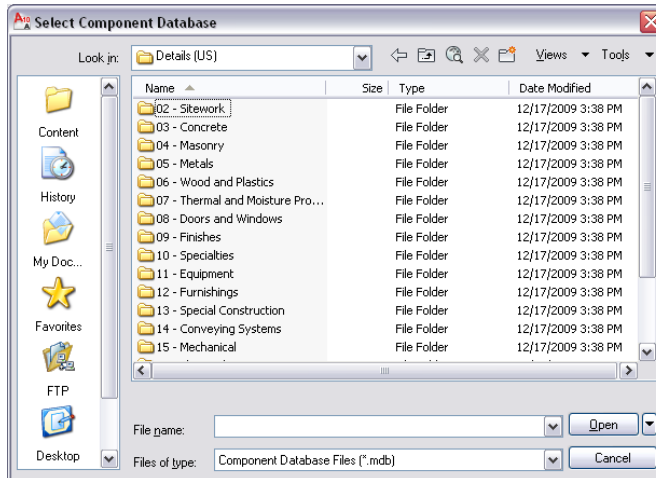 Select Component Database
Look in: Details (US) Views Tools
Name Size Type Date Modified
02 - Sitework File Folder 12/17/2009 3:38 PM
03 - Concrete File Folder 12/17/2009 3:38 PM
04 - Masonry File Folder 12/17/2009 3:38 PM
05 - Metals File Folder 12/17/2009 3:38 PM
06 - Wood and Plastics File Folder 12/17/2009 3:38 PM
07 - Thermal and Moisture Pro... File Folder 12/17/2009 3:38 PM
08 - Doors and Windows File Folder 12/17/2009 3:38 PM
09 - Finishes File Folder 12/17/2009 3:38 PM
10 - Specialties File Folder 12/17/2009 3:38 PM
11 - Equipment File Folder 12/17/2009 3:38 PM
12 - Furnishings File Folder 12/17/2009 3:38 PM
13 - Special Construction File Folder 12/17/2009 3:38 PM
14 - Conveying Systems File Folder 12/17/2009 3:38 PM
15 - Mechanical File Folder 12/17/2009 3:38 PM
Content
History
My Doc...
Favorites
FTP
Desktop
File name: Open
Files of type: Component Database Files (*.mdb) Cancel